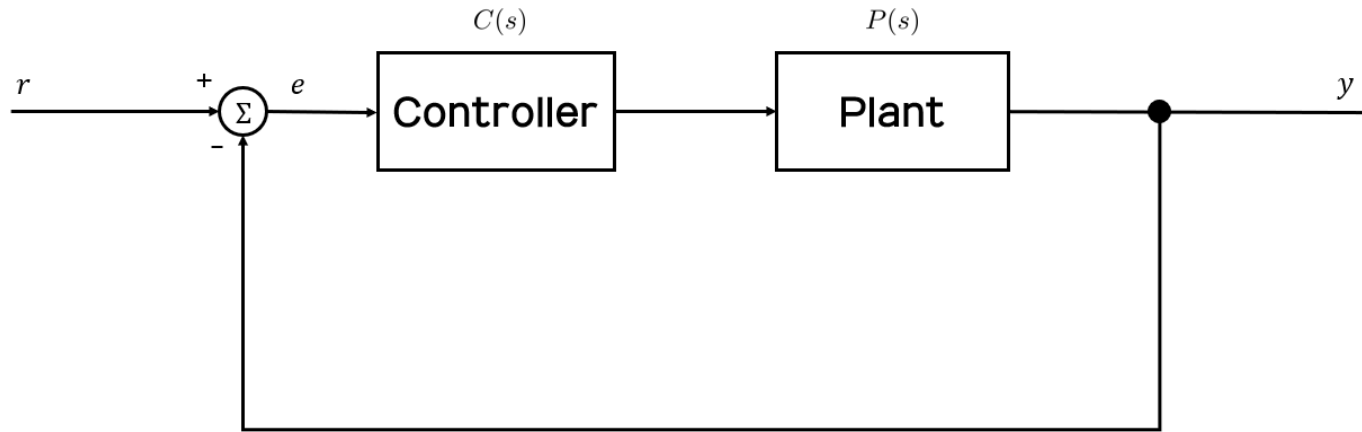 C(s)
P(s)
r
+
Σ
-
e
Controller
Plant
y